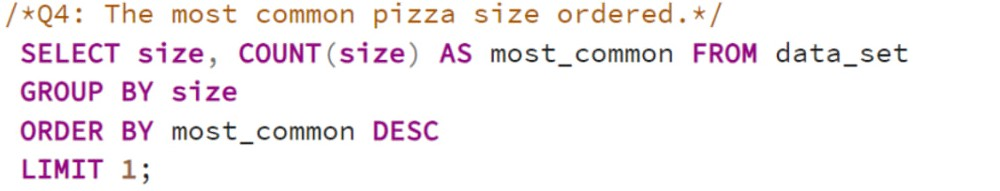 /*Q4: The most common pizza size ordered.*/
SELECT size, COUNT(size) AS most_common FROM data_set
GROUP BY size
ORDER BY most_common DESC
LIMIT 1;